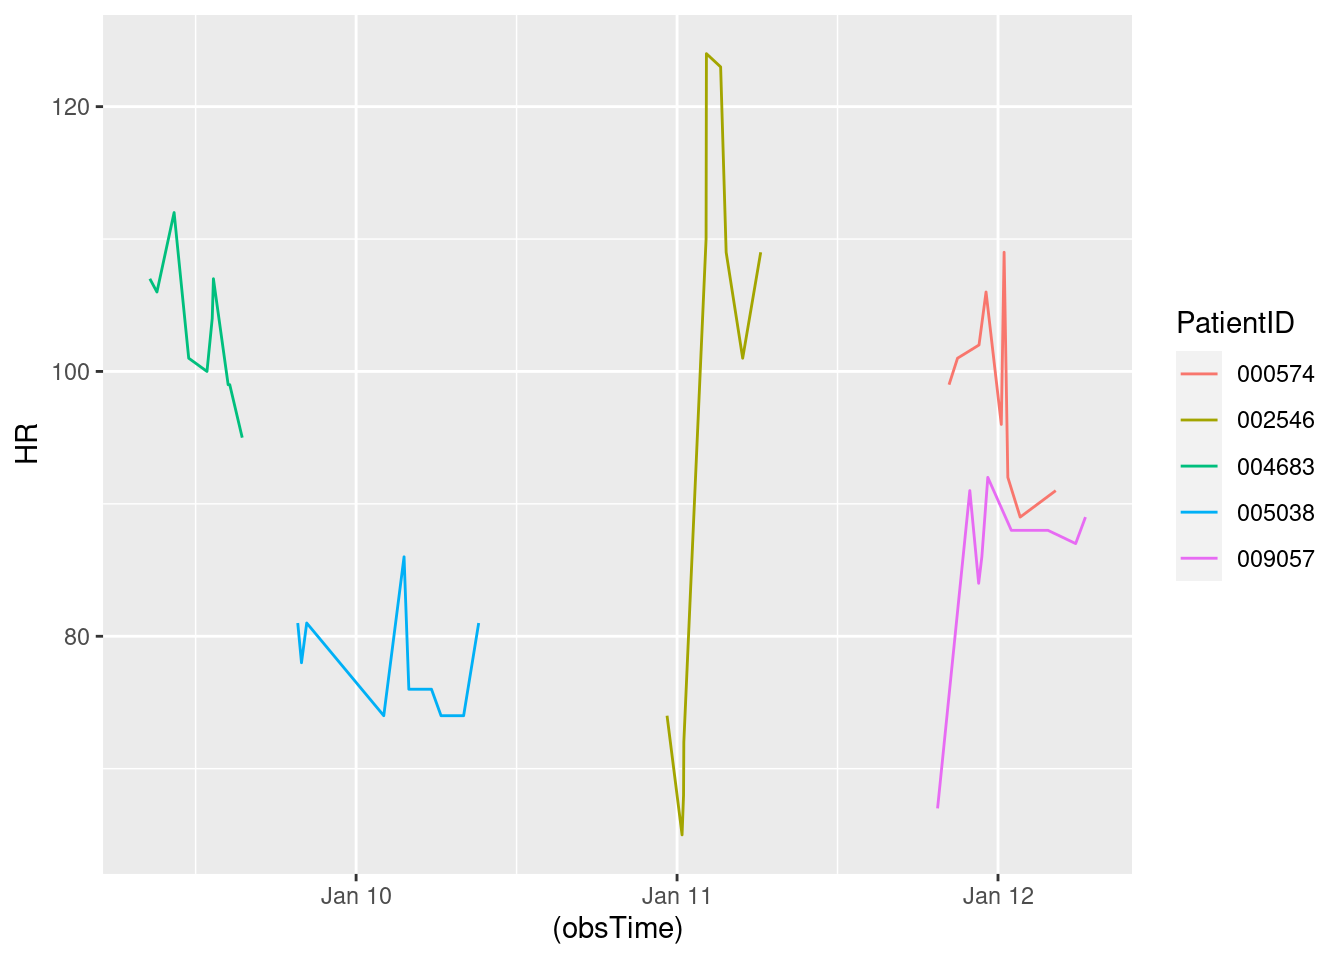 HR
120
100
80
Jan 10
Jan 11
Jan 12
(obsTime)
PatientID
000574
002546
004683
005038
009057